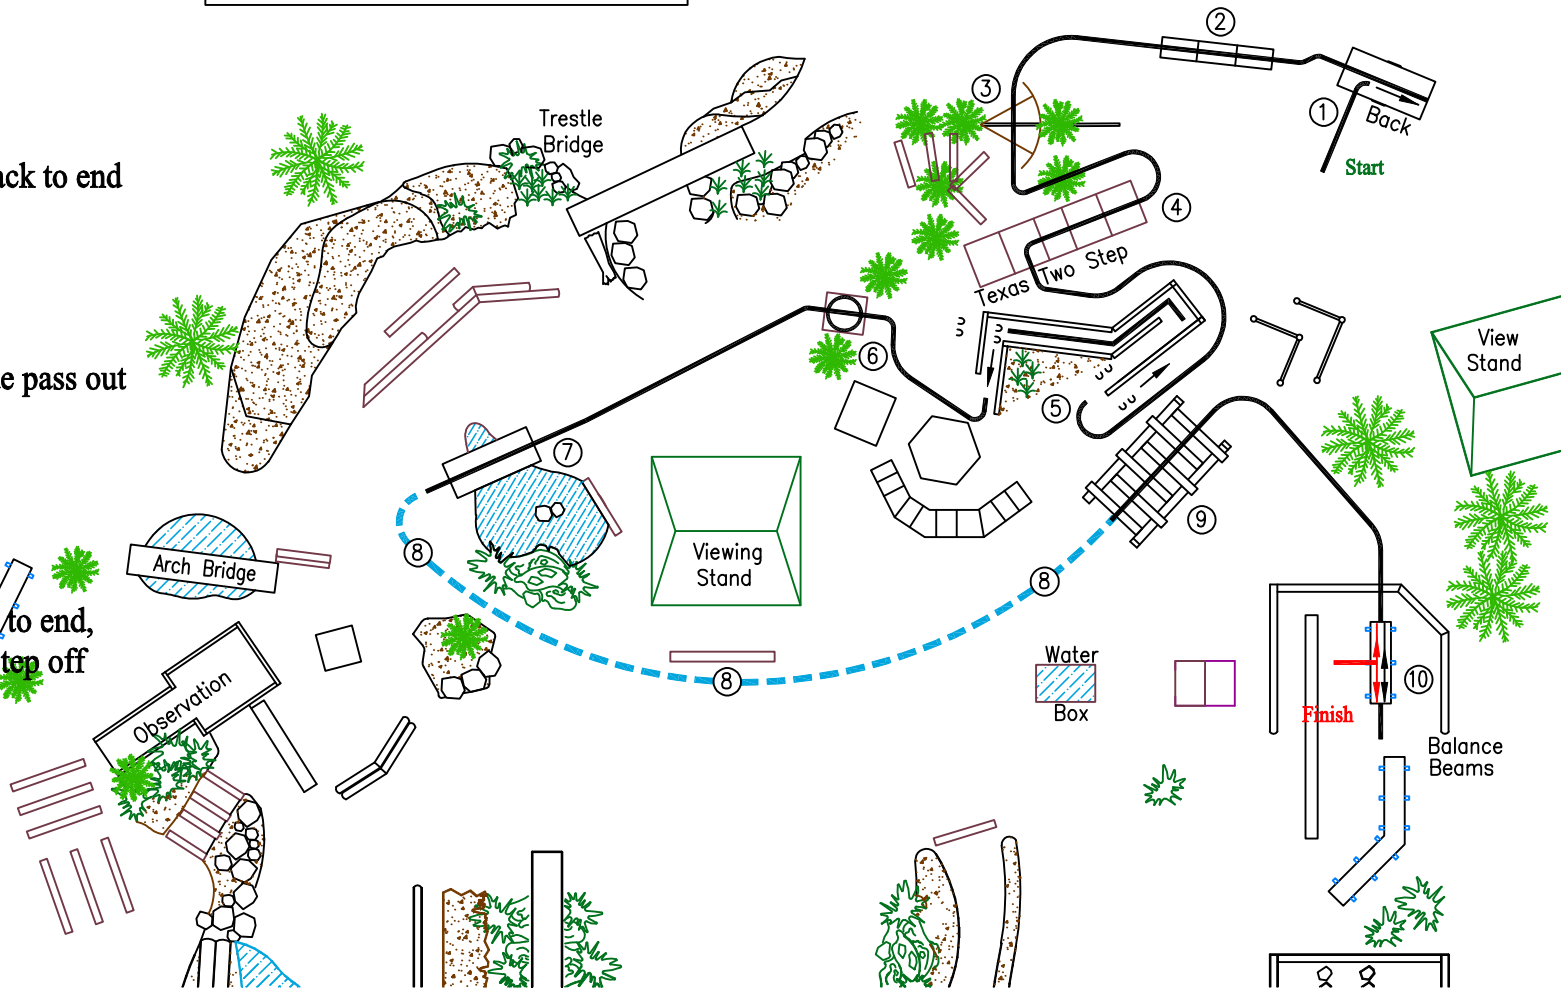 ack to end
e pass out
to end,
tep off
2
3
1
Back
Start
Trestle
Bridge
4
Texas Two Step
View
Stand
6
5
7
9
8
Viewing
Stand
8
Arch Bridge
Observation
8
Water
Box
10
Finish
Balance
Beams